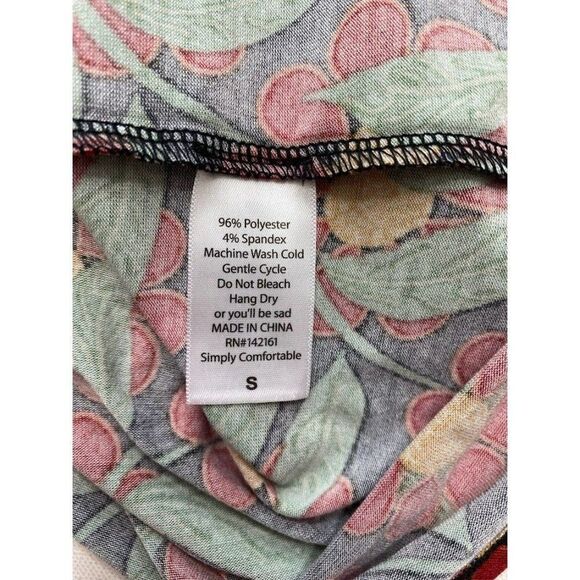 96% Polyester
4% Spandex
Machine Wash Cold
Gentle Cycle
Do Not Bleach
Hang Dry
or you'll be sad
MADE IN CHINA
RN#142161
Simply Comfortable
S